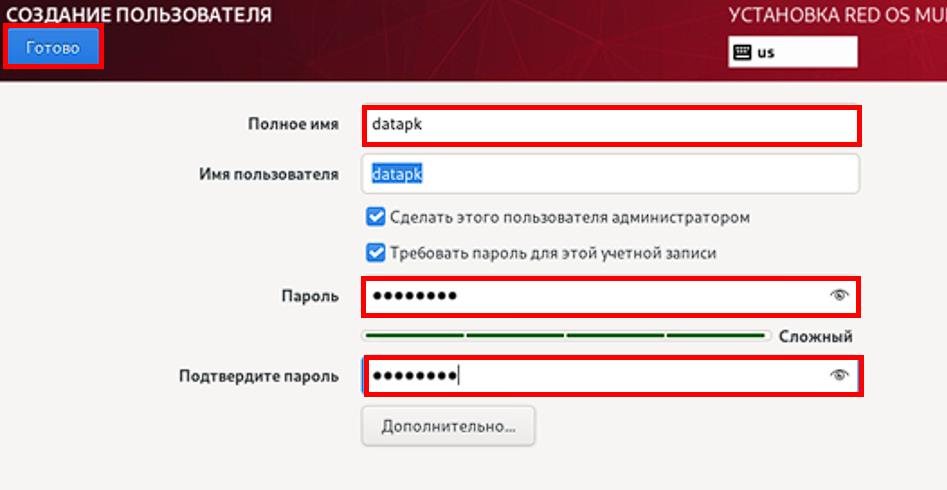 СОЗДАНИЕ ПОЛЬЗОВАТЕЛЯ
УСТАНОВКА RED OS
Готово
us
Полное имя
datapk
Имя пользователя
datapk
Сделать этого пользователя администратором
Требовать пароль для этой учетной записи
Пароль
••••••••
Сложный
Подтвердите пароль
••••••••
Дополнительно...